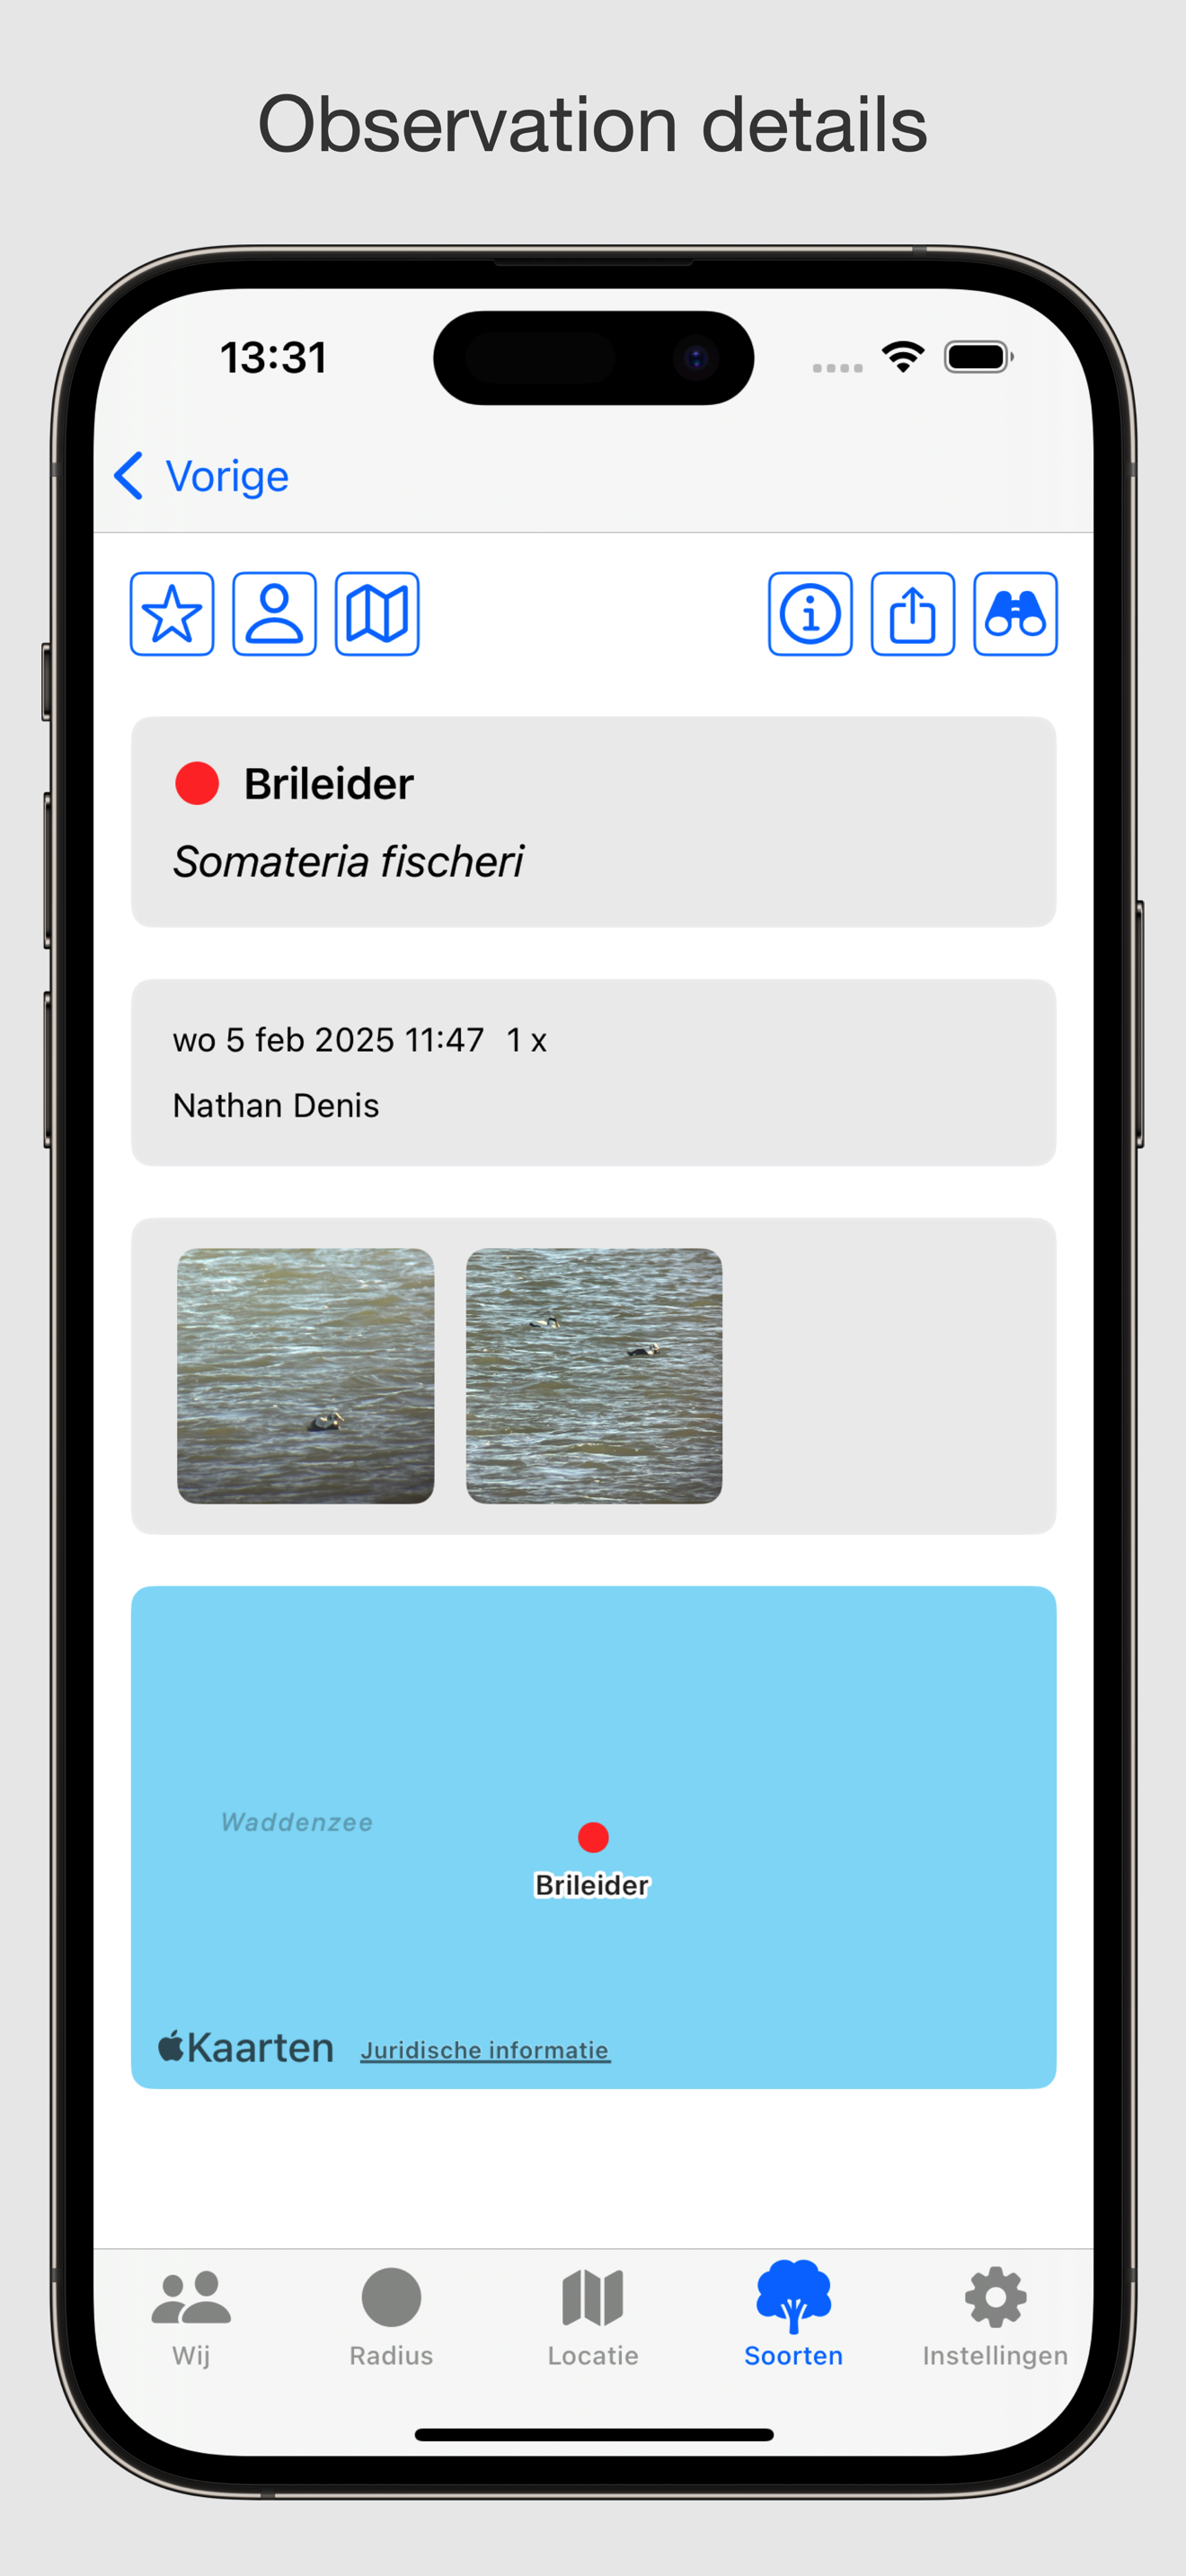 Observation details
13:31
Vorige
Brileider
Somateria fischeri
wo 5 feb 2025 11:47 1 x
Nathan Denis
Waddenzee
Brileider
Kaarten Juridische informatie
Wij Radius Locatie Soorten Instellingen